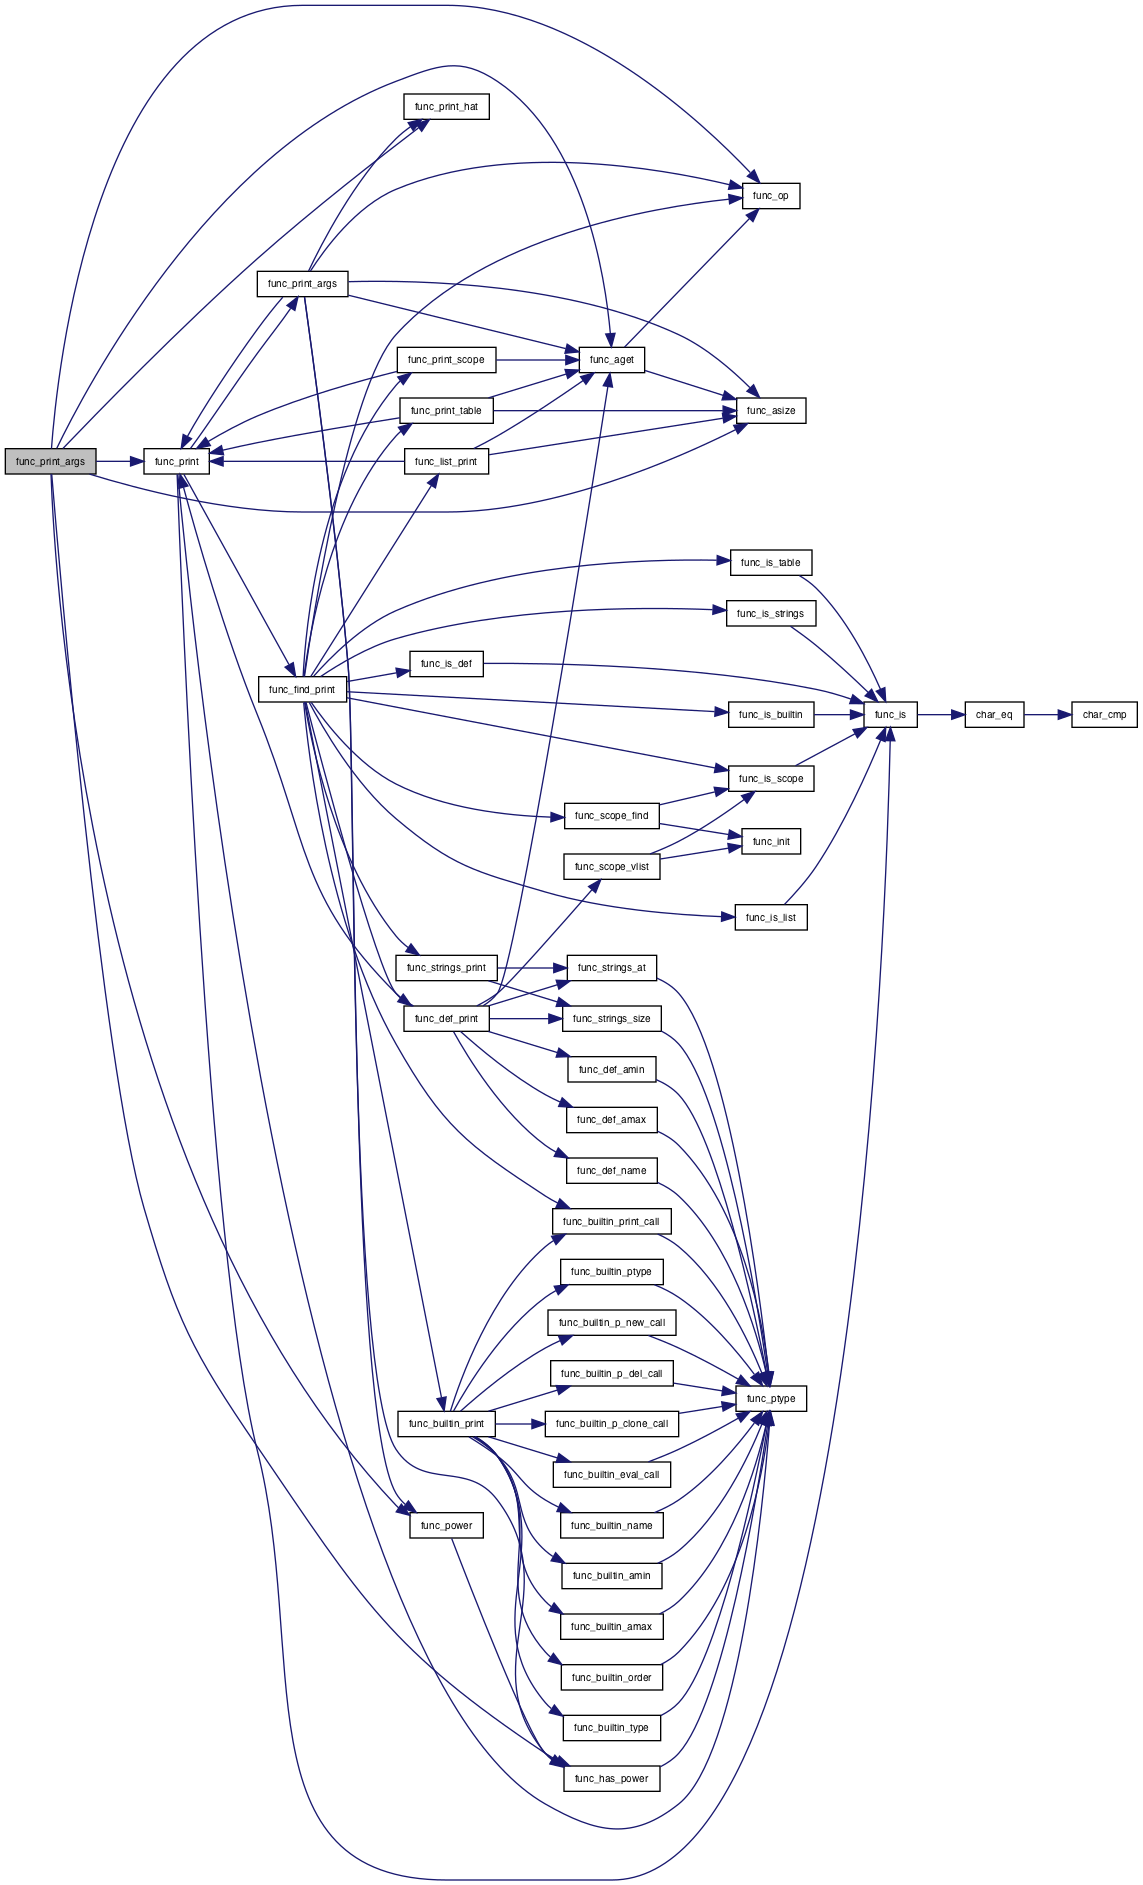 func_print_hat
func_op
func_print_args
func_print_scope
func_aget
func_print_table
func_asize
func_print_args
func_print
func_list_print
func_is_table
func_is_strings
func_is_def
func_find_print
func_is_builtin
func_is
char_eq
char_cmp
func_is_scope
func_scope_find
func_init
func_scope_vlist
func_is_list
func_strings_print
func_strings_at
func_def_print
func_strings_size
func_def_amin
func_def_amax
func_def_name
func_builtin_print_call
func_builtin_ptype
func_builtin_p_new_call
func_builtin_p_del_call
func_ptype
func_builtin_print
func_builtin_p_clone_call
func_builtin_eval_call
func_power
func_builtin_name
func_builtin_amin
func_builtin_amax
func_builtin_order
func_builtin_type
func_has_power